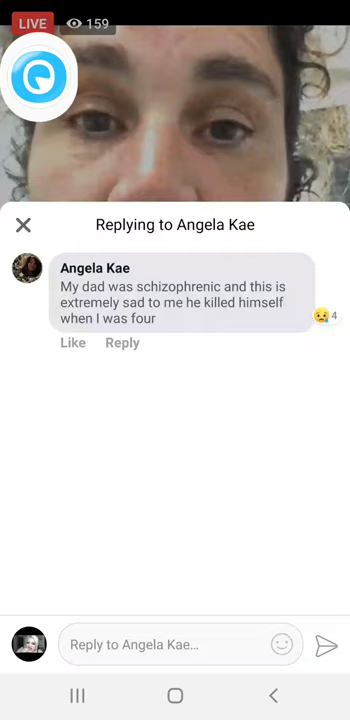 LIVE 159
Replying to Angela Kae
Angela Kae
My dad was schizophrenic and this is
extremely sad to me he killed himself
when I was four
4
Like Reply
Reply to Angela Kae...